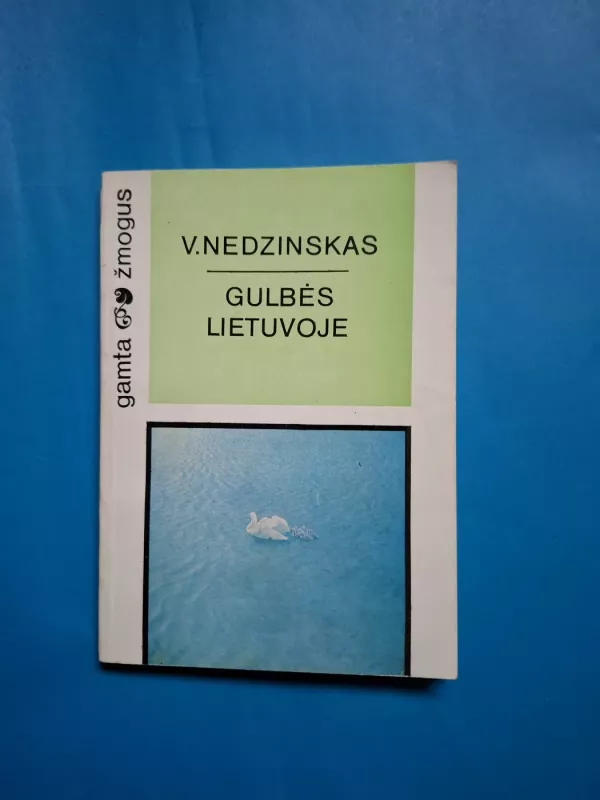 V.NEDZINSKAS
GULBĖS
LIETUVOJE
gamta žmogus